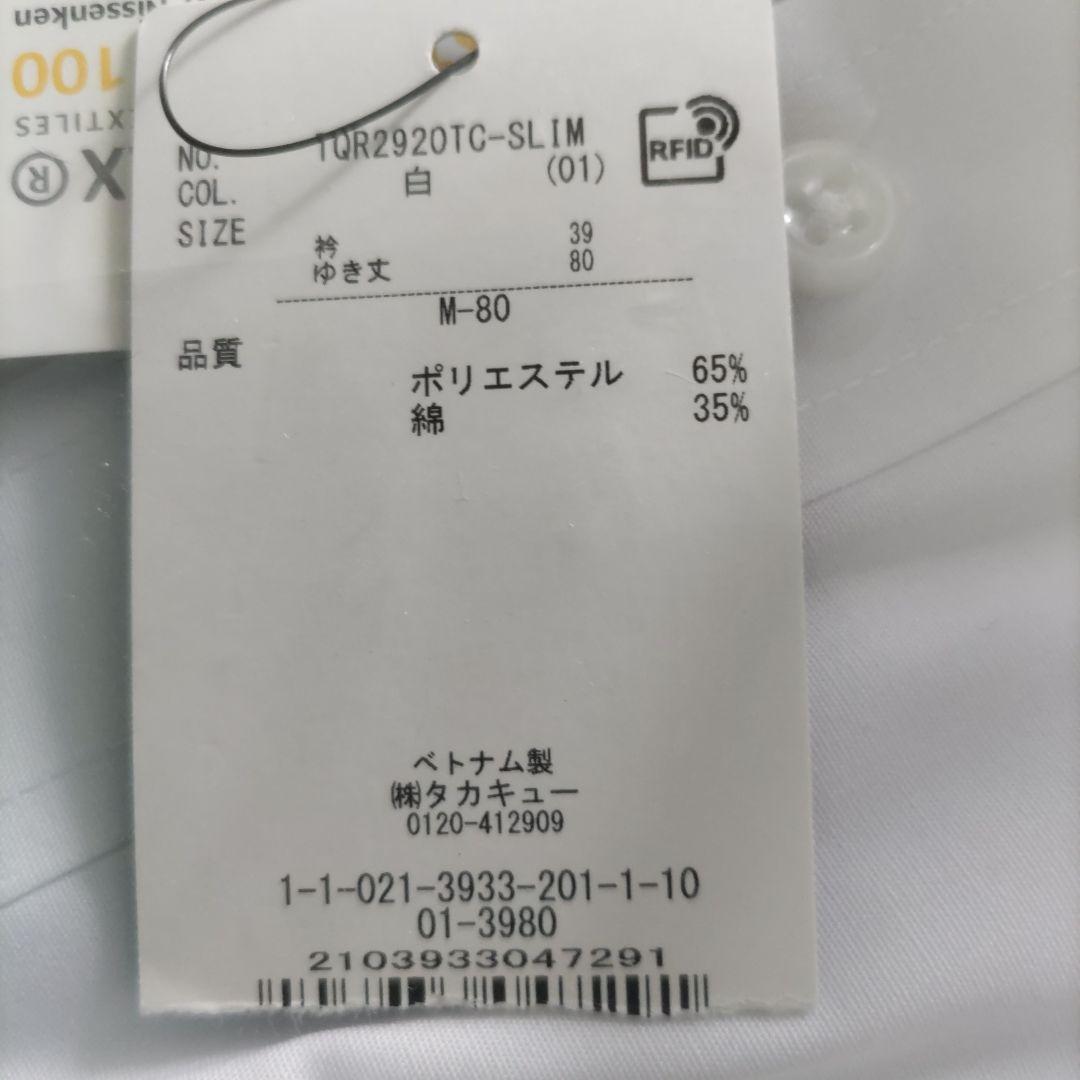 Nissenken
100
TEXTILES
X®
NO. TQR2920TC-SLIM
COL. 白 (01)
RFID
SIZE
衿 39
ゆき丈 80
M-80
品質
ポリエステル 65%
綿 35%
ベトナム製
㈱タカキュー
0120-412909
1-1-021-3933-201-1-10
01-3980
2103933047291